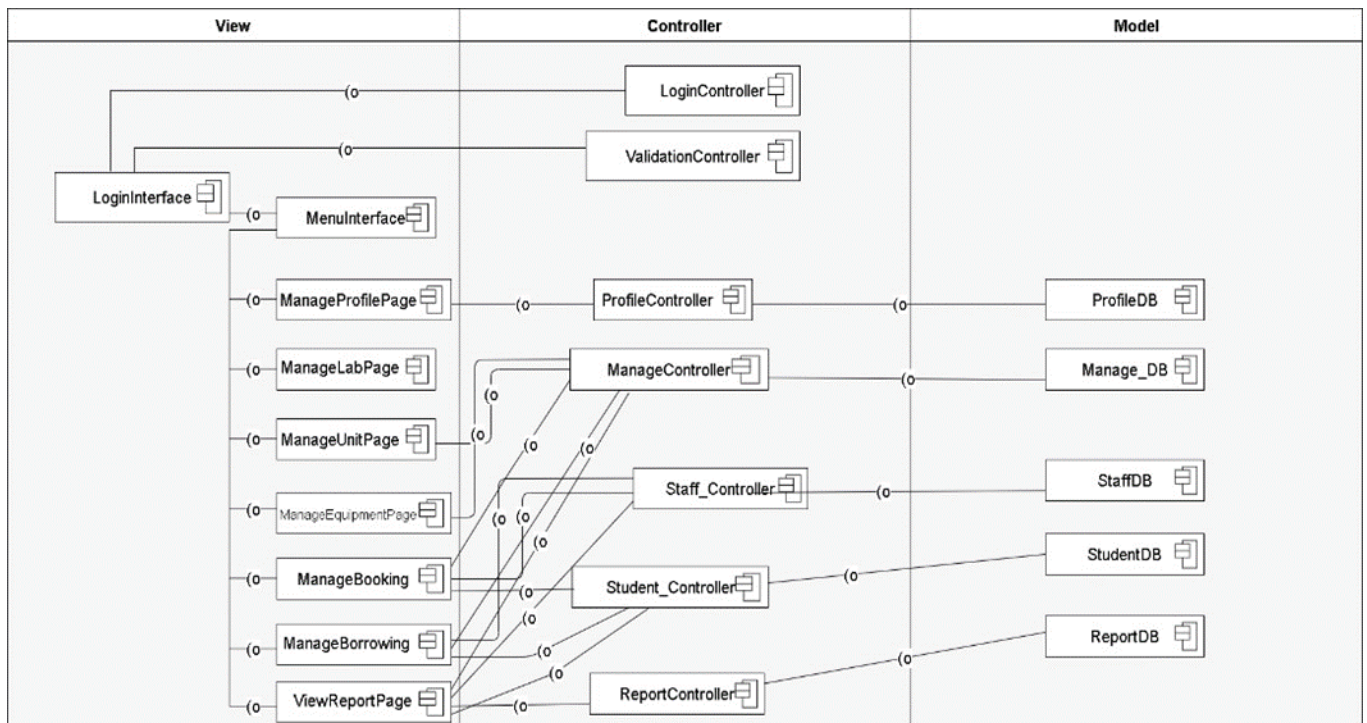 View Controller Model
LoginController
ValidationController
LoginInterface
MenuInterface
ManageProfilePage ProfileController ProfileDB
ManageLabPage ManageController Manage_DB
ManageUnitPage
ManageEquipmentPage Staff_Controller StaffDB
ManageBooking Student_Controller StudentDB
ManageBorrowing ReportDB
ViewReportPage ReportController